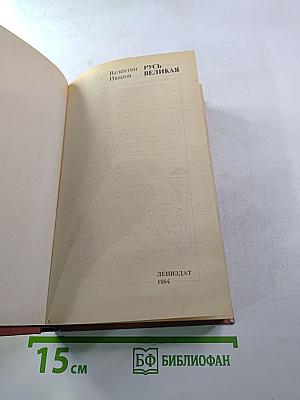 Валентин
Иванов
РУСЬ
ВЕЛИКАЯ
ЛЕНИЗДАТ
1984
15 см
БФ БИБЛИОФАН